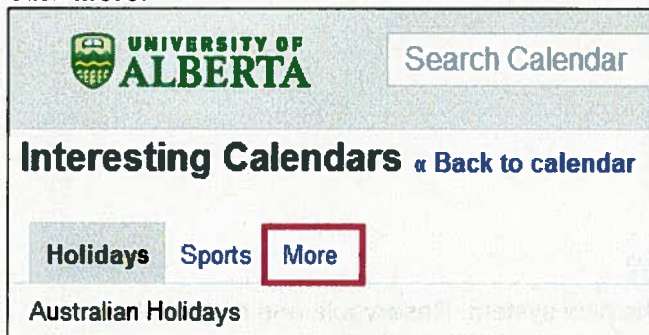 UNIVERSITY OF
ALBERTA
Search Calendar
Interesting Calendars « Back to calendar
Holidays Sports More
Australian Holidays